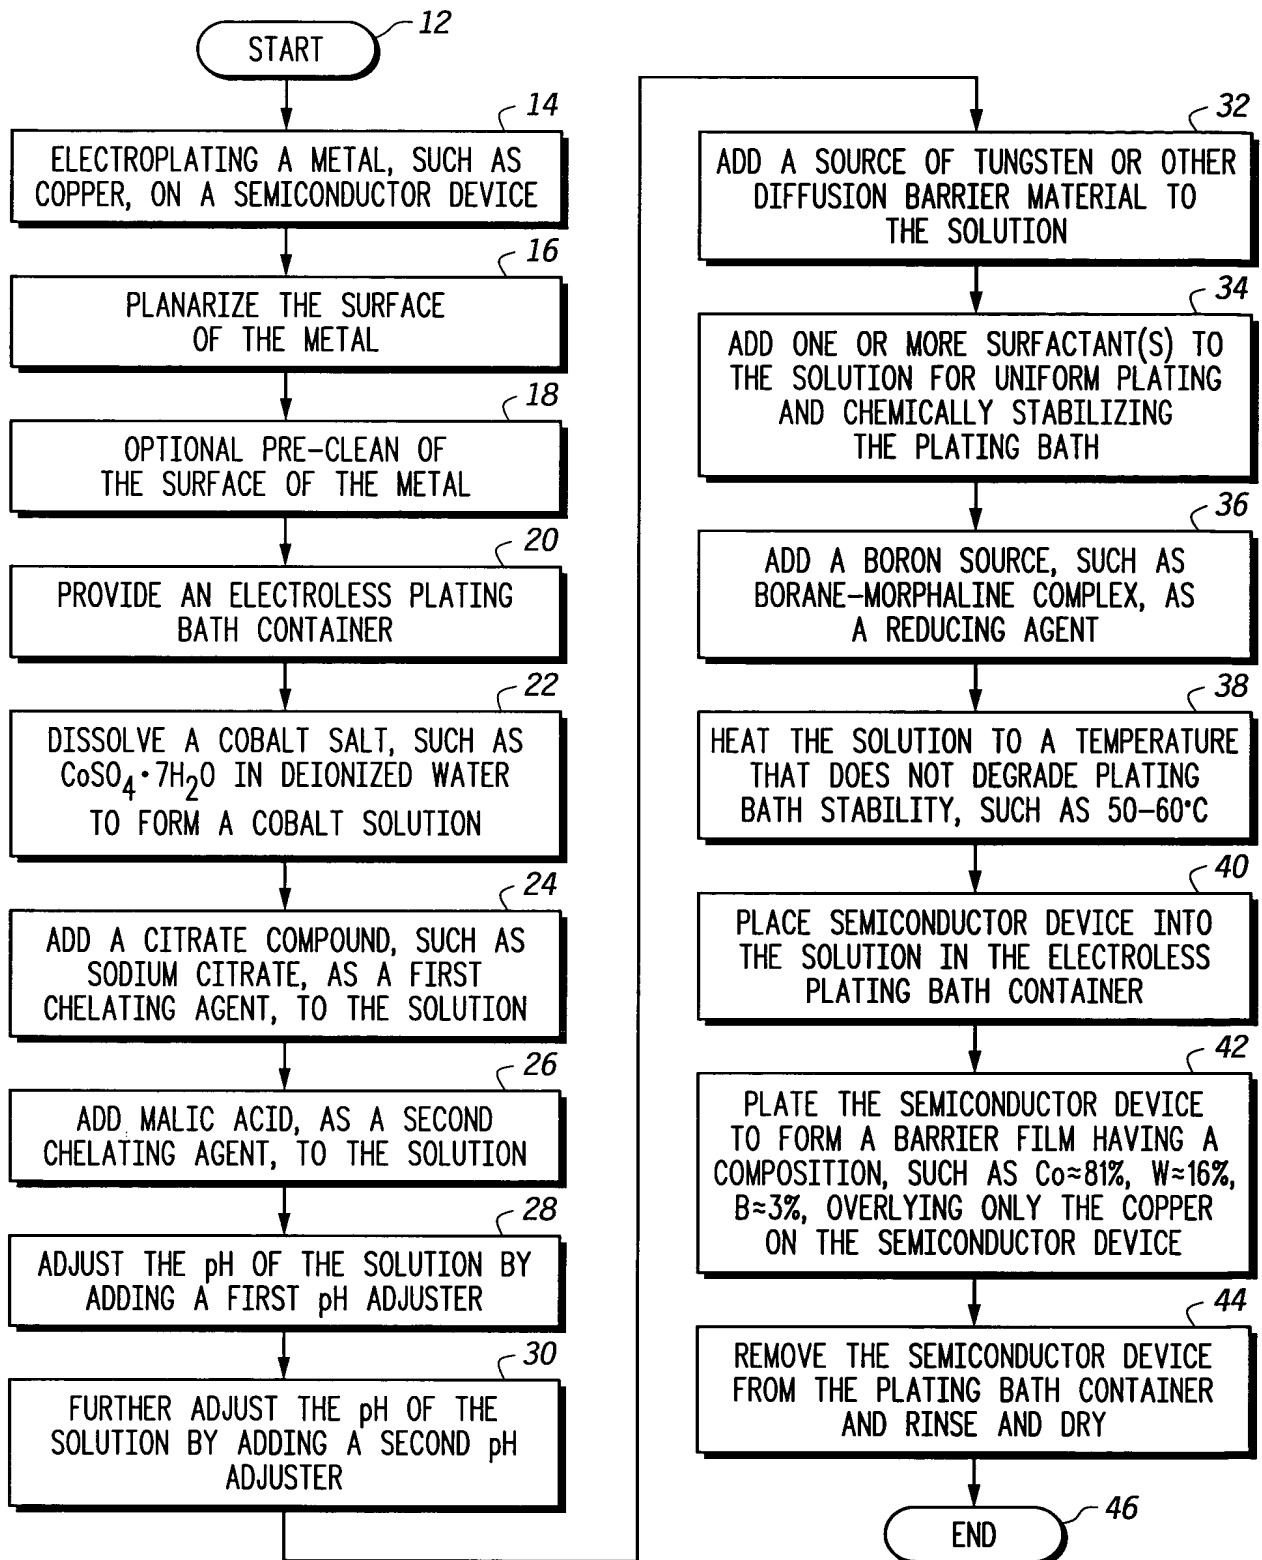 START
12
14
ELECTROPLATING A METAL, SUCH AS
COPPER, ON A SEMICONDUCTOR DEVICE
16
PLANARIZE THE SURFACE
OF THE METAL
18
OPTIONAL PRE-CLEAN OF
THE SURFACE OF THE METAL
20
PROVIDE AN ELECTROLESS PLATING
BATH CONTAINER
22
DISSOLVE A COBALT SALT, SUCH AS
CoSO4·7H2O IN DEIONIZED WATER
TO FORM A COBALT SOLUTION
24
ADD A CITRATE COMPOUND, SUCH AS
SODIUM CITRATE, AS A FIRST
CHELATING AGENT, TO THE SOLUTION
26
ADD MALIC ACID, AS A SECOND
CHELATING AGENT, TO THE SOLUTION
28
ADJUST THE pH OF THE SOLUTION BY
ADDING A FIRST pH ADJUSTER
30
FURTHER ADJUST THE pH OF THE
SOLUTION BY ADDING A SECOND pH
ADJUSTER
32
ADD A SOURCE OF TUNGSTEN OR OTHER
DIFFUSION BARRIER MATERIAL TO
THE SOLUTION
34
ADD ONE OR MORE SURFACTANT(S) TO
THE SOLUTION FOR UNIFORM PLATING
AND CHEMICALLY STABILIZING
THE PLATING BATH
36
ADD A BORON SOURCE, SUCH AS
BORANE-MORPHALINE COMPLEX, AS
A REDUCING AGENT
38
HEAT THE SOLUTION TO A TEMPERATURE
THAT DOES NOT DEGRADE PLATING
BATH STABILITY, SUCH AS 50-60°C
40
PLACE SEMICONDUCTOR DEVICE INTO
THE SOLUTION IN THE ELECTROLESS
PLATING BATH CONTAINER
42
PLATE THE SEMICONDUCTOR DEVICE
TO FORM A BARRIER FILM HAVING A
COMPOSITION, SUCH AS Co≈81%, W≈16%,
B≈3%, OVERLYING ONLY THE COPPER
ON THE SEMICONDUCTOR DEVICE
44
REMOVE THE SEMICONDUCTOR DEVICE
FROM THE PLATING BATH CONTAINER
AND RINSE AND DRY
END
46